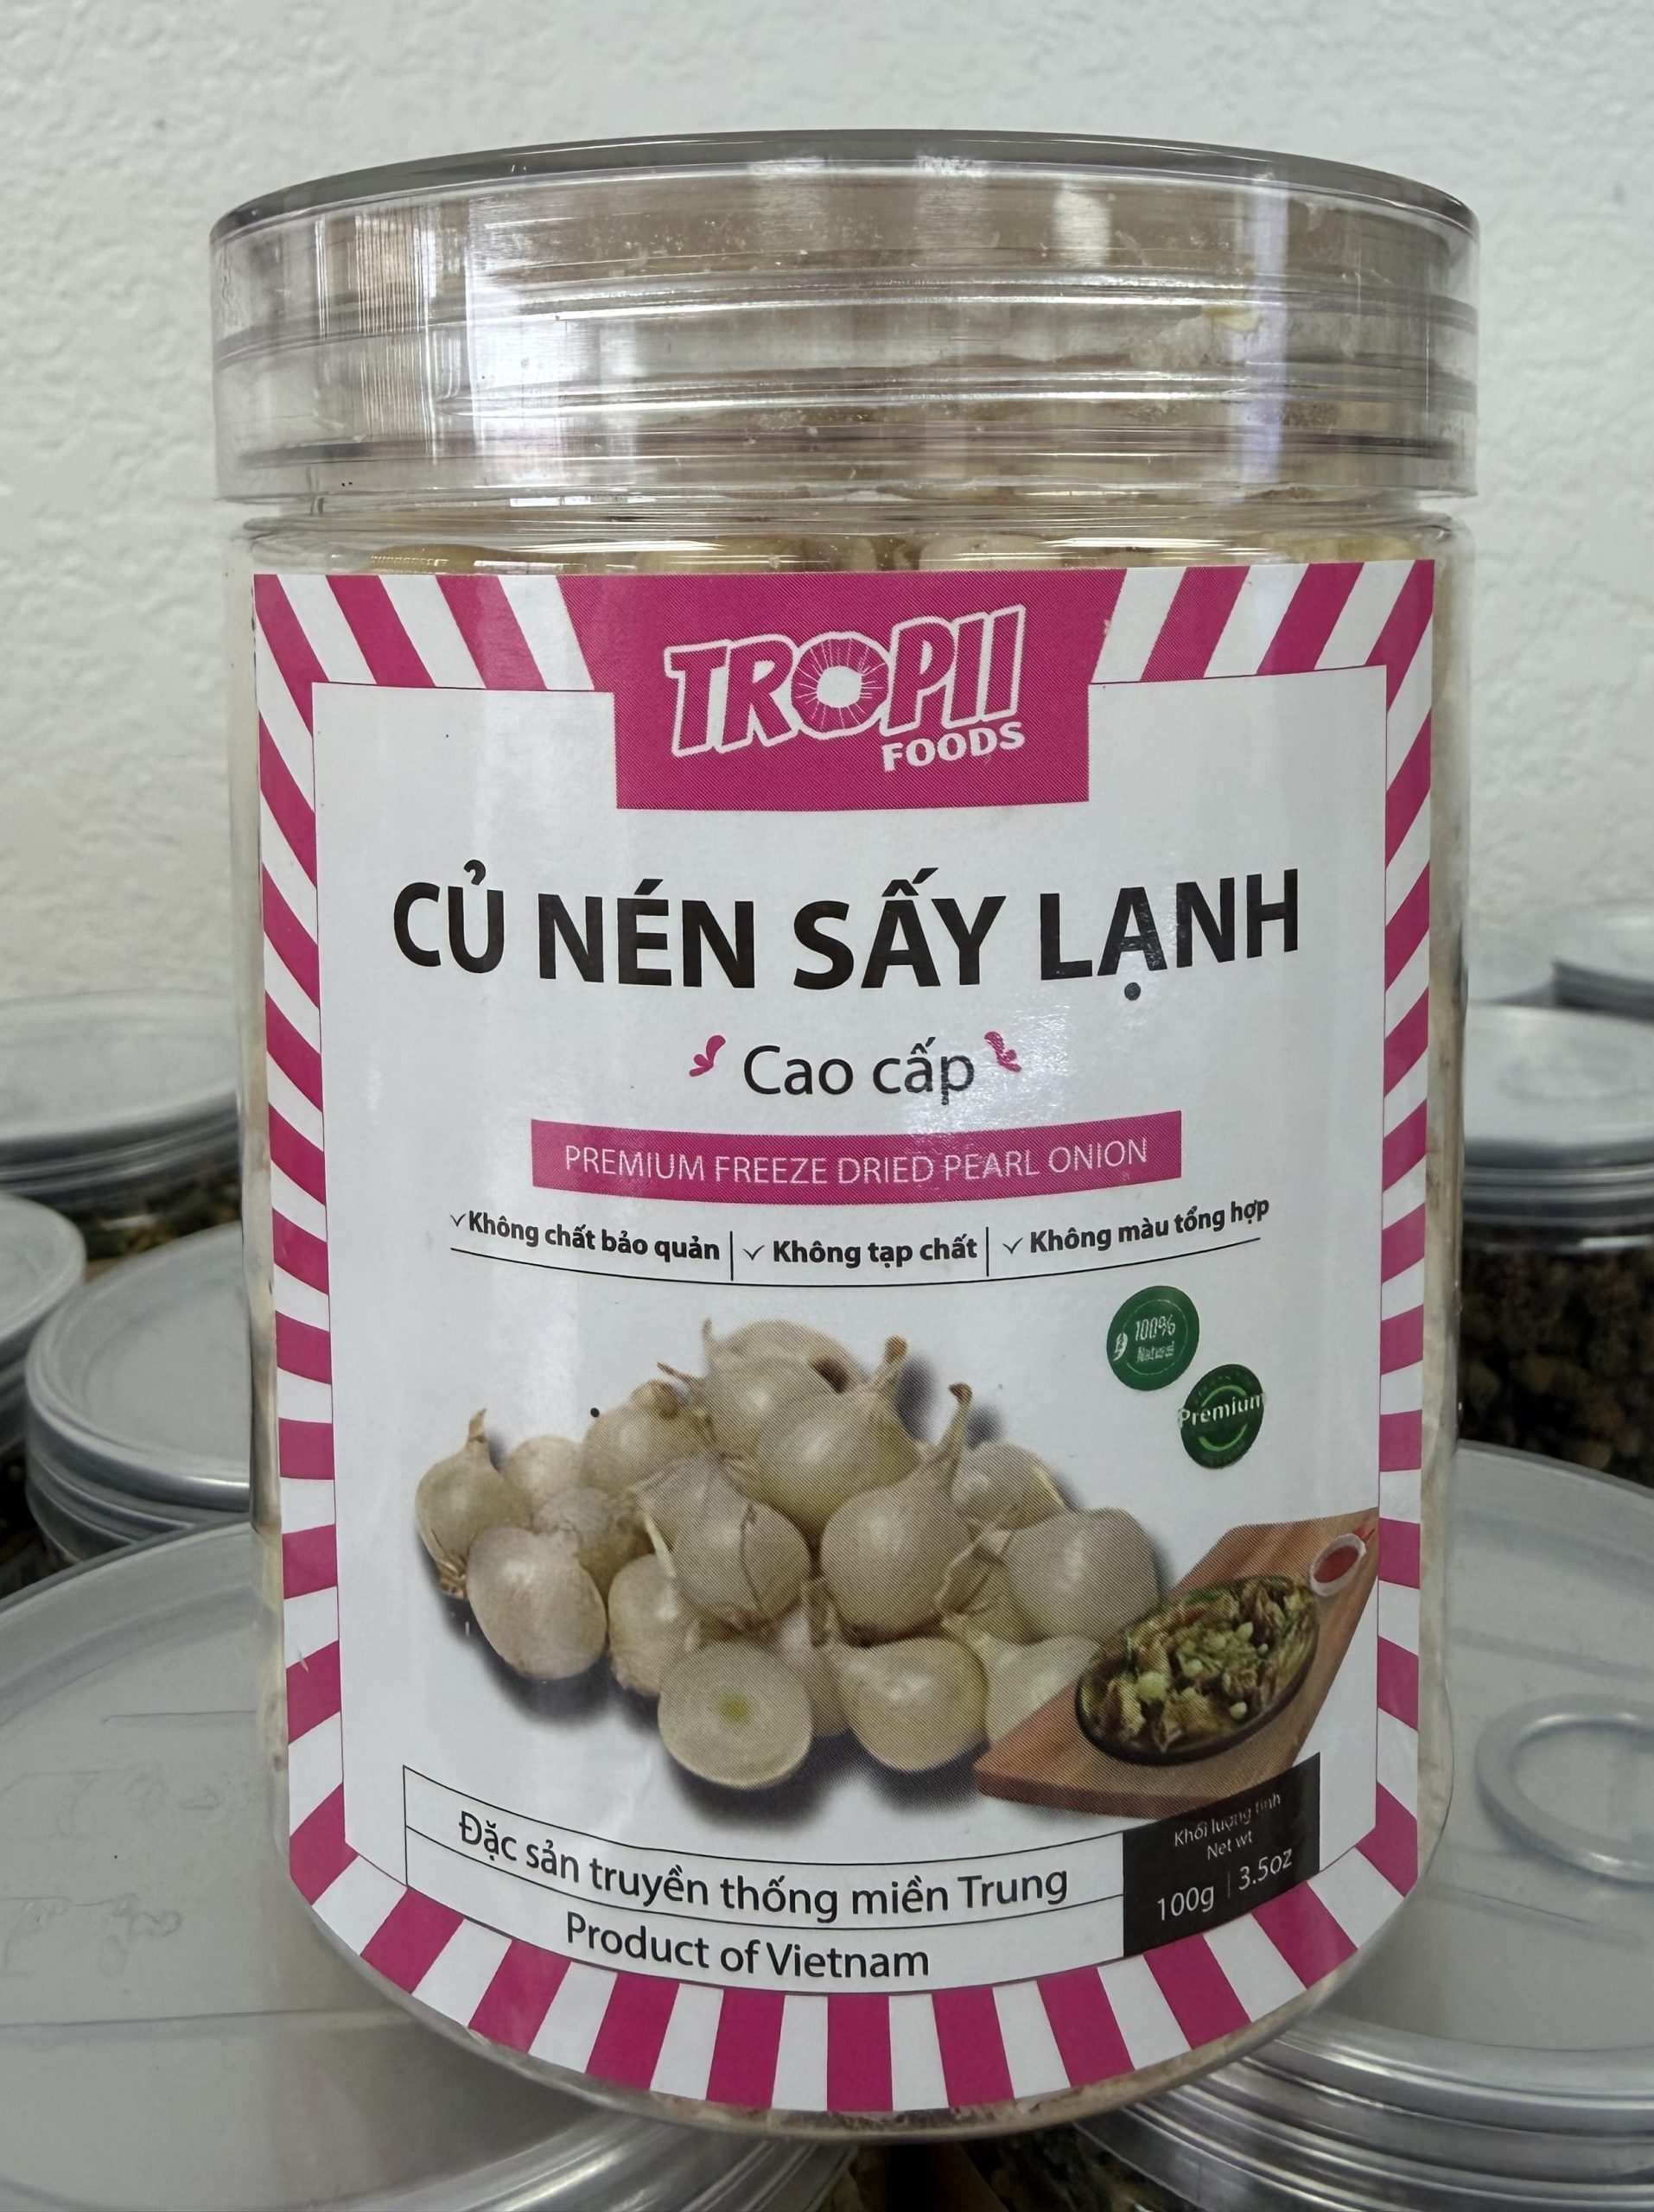 TROPII
FOODS
CỦ NÉN SẤY LẠNH
Cao cấp
PREMIUM FREEZE DRIED PEARL ONION
Không chất bảo quản
Không tạp chất
Không màu tổng hợp
100%
Natural
Premium
Khối lượng tịnh
Net wt
100g | 3.5oz
Đặc sản truyền thống miền Trung
Product of Vietnam